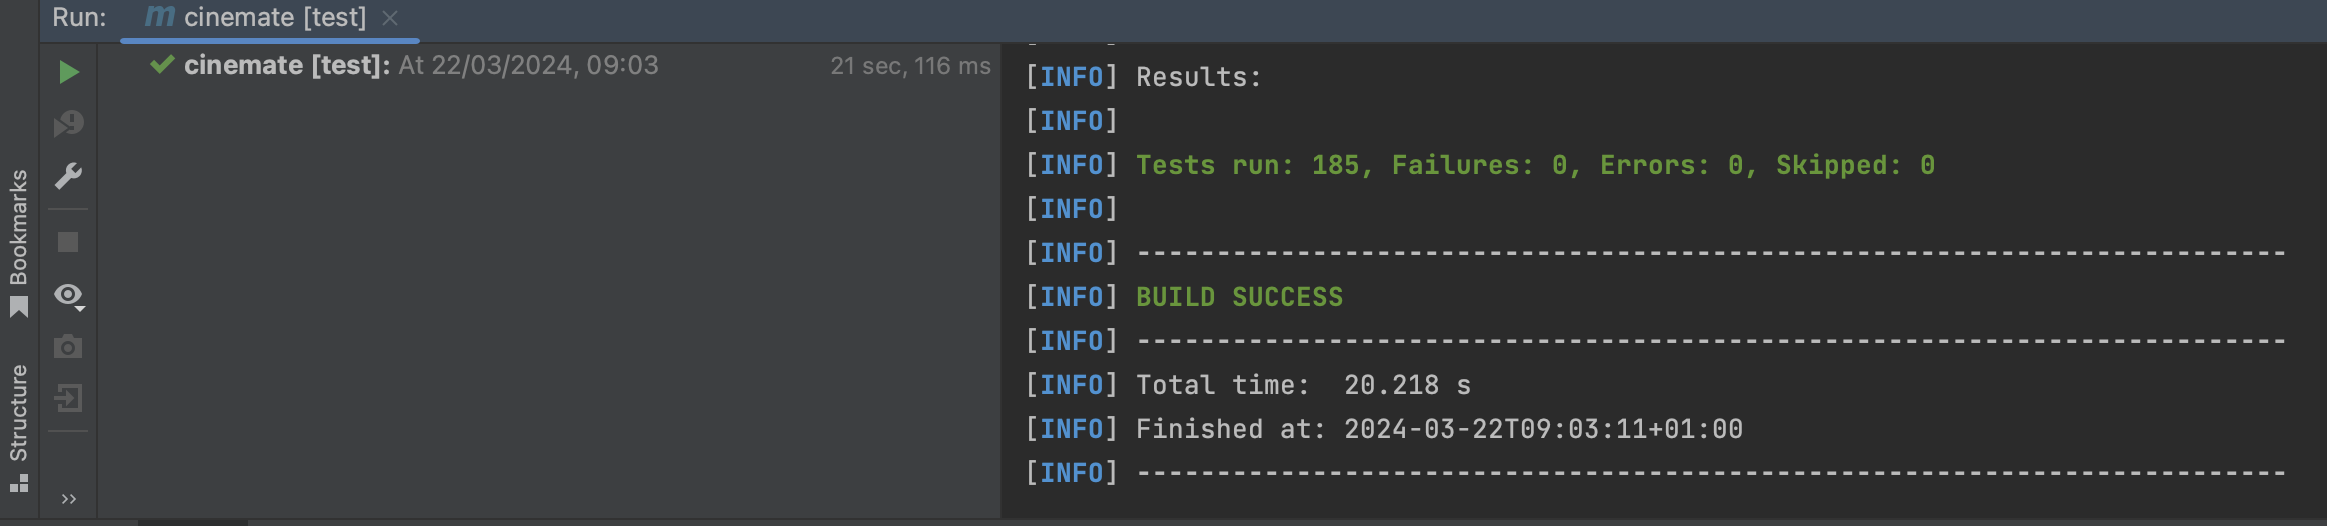 Run: m cinemate [test] ×
cinemate [test]: At 22/03/2024, 09:03 21 sec, 116 ms
[INFO] Results:
[INFO]
[INFO] Tests run: 185, Failures: 0, Errors: 0, Skipped: 0
[INFO]
[INFO] ------------------------------------------------------------------------
[INFO] BUILD SUCCESS
[INFO] ------------------------------------------------------------------------
[INFO] Total time:  20.218 s
[INFO] Finished at: 2024-03-22T09:03:11+01:00
[INFO] ------------------------------------------------------------------------
Bookmarks
Structure